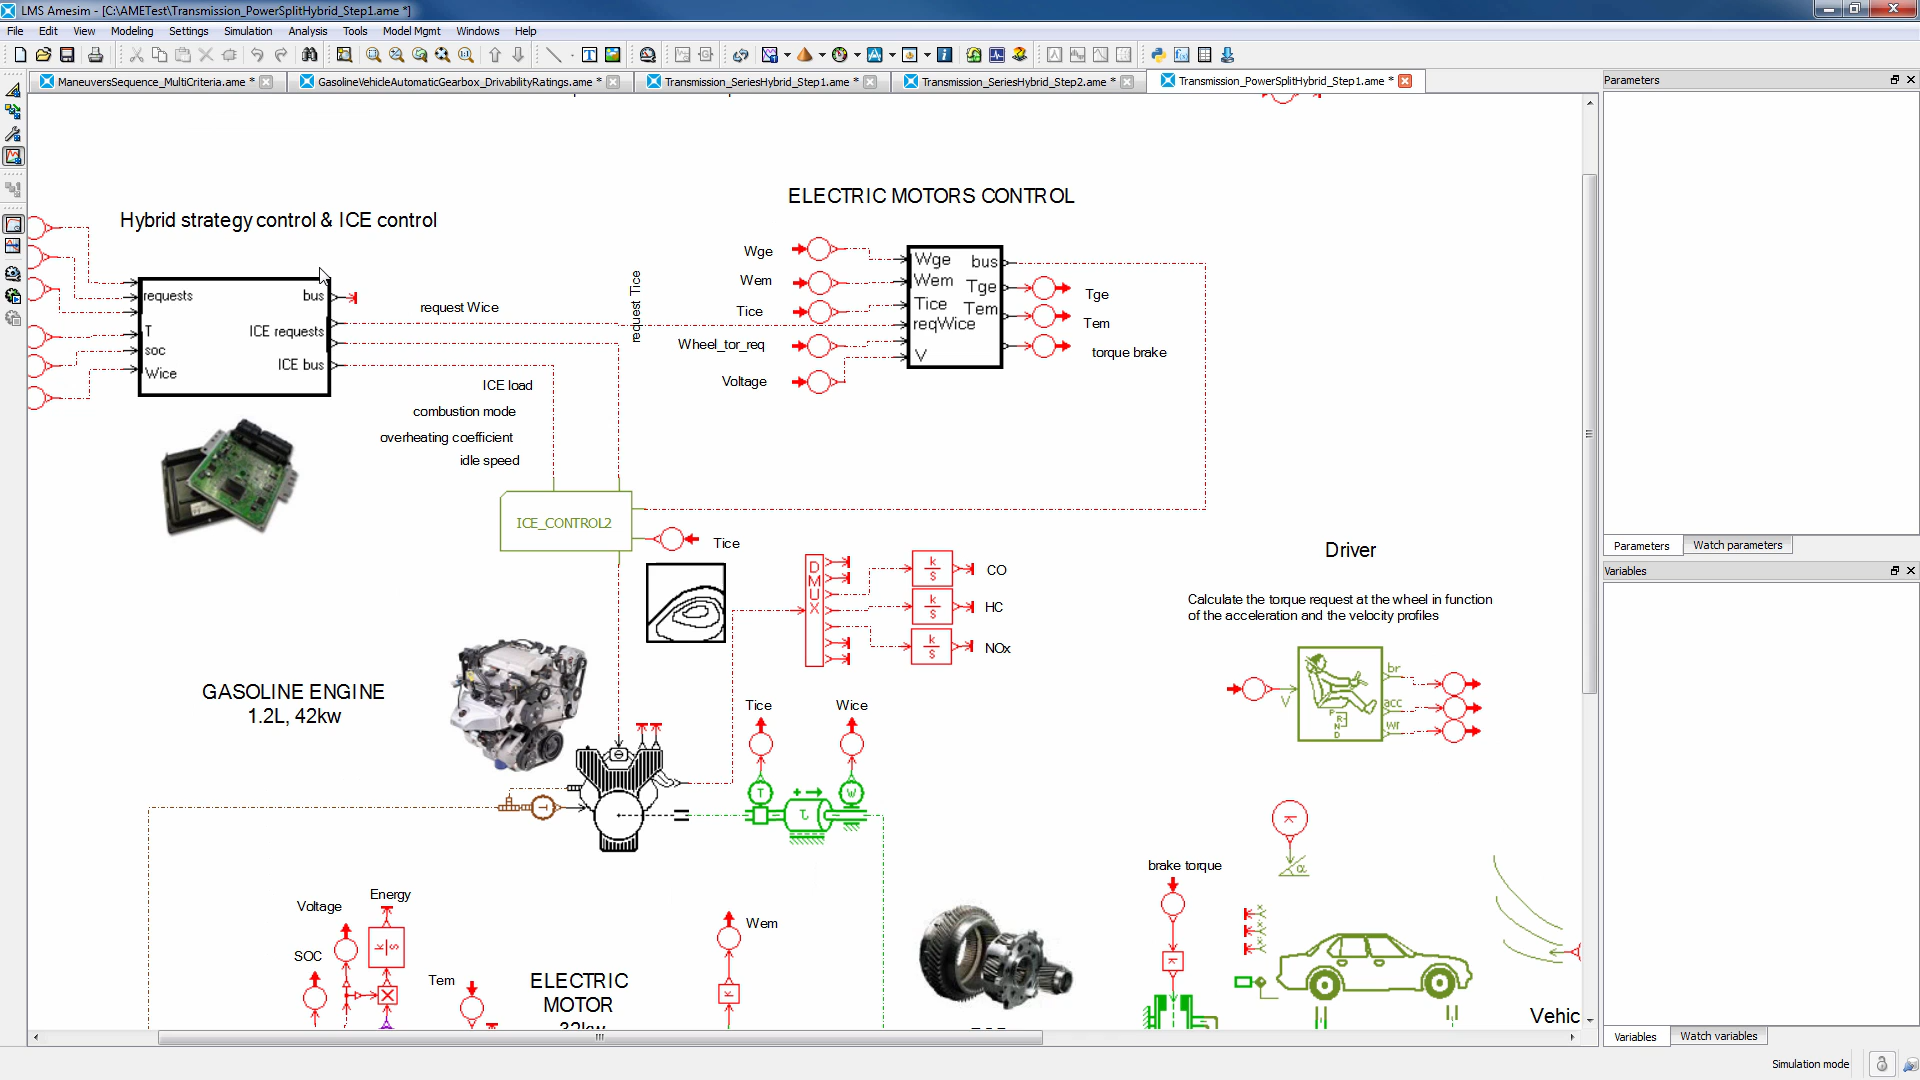 LMS Amesim - [C:\AMETest\Transmission_PowerSplitHybrid_Step1.ame *]
File Edit View Modeling Settings Simulation Analysis Tools Model Mgmt Windows Help
ManeuversSequence_MultiCriteria.ame * GasolineVehicleAutomaticGearbox_DrivabilityRatings.ame * Transmission_SeriesHybrid_Step1.ame * Transmission_SeriesHybrid_Step2.ame * Transmission_PowerSplitHybrid_Step1.ame *
Parameters
Hybrid strategy control & ICE control
requests
T
soc
Wice
bus
ICE requests
ICE bus
request Wice
request Tice
ICE load
combustion mode
overheating coefficient
idle speed
ICE_CONTROL2
Tice
ELECTRIC MOTORS CONTROL
Wge
Wem
Tice
Wheel_tor_req
Voltage
Wge
Wem
Tice
reqWice
V
bus
Tge
Tem
Tge
Tem
torque brake
DMUX
k
s
CO
k
s
HC
k
s
NOx
Driver
Calculate the torque request at the wheel in function
of the acceleration and the velocity profiles
V
br
acc
wr
P
R
N
D
GASOLINE ENGINE
1.2L, 42kw
Tice
Wice
T
W
K
α
brake torque
K
Voltage
Energy
SOC
k
s
Tem
ELECTRIC
MOTOR
32kw
Wem
K
Vehic
Parameters Watch parameters
Variables
Variables Watch variables
Simulation mode